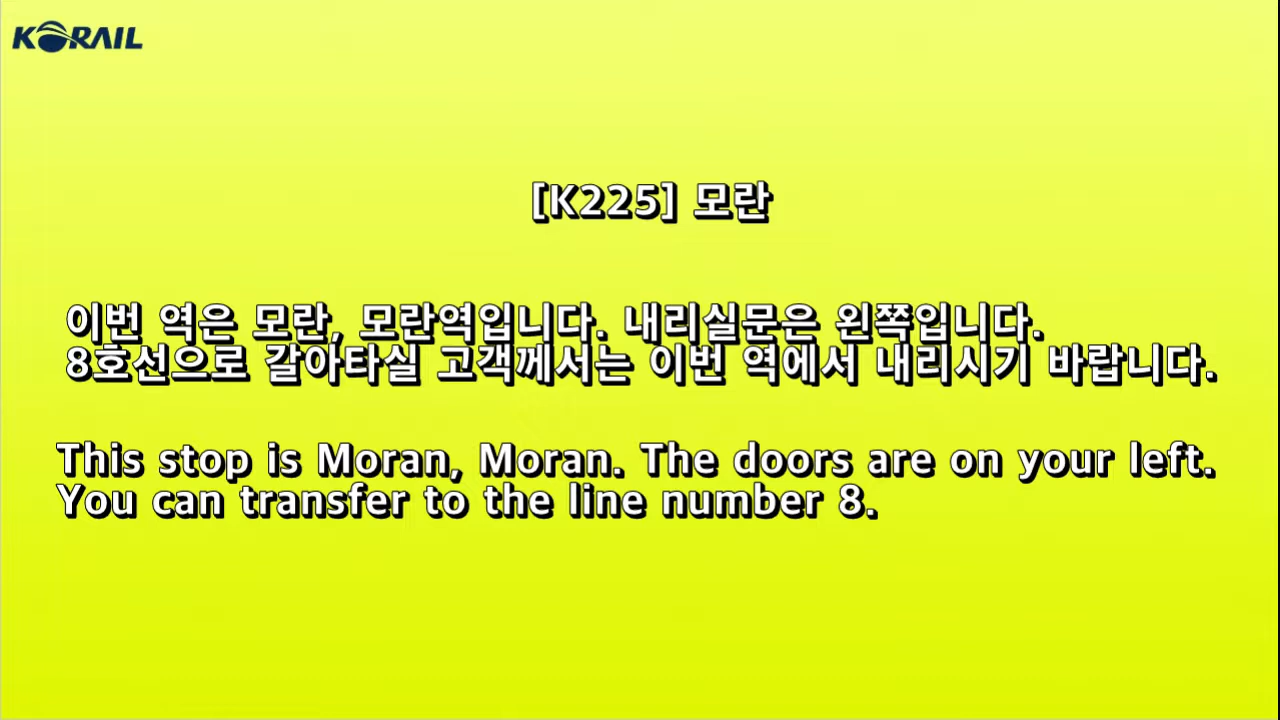 KORAIL
[K225] 모란
이번 역은 모란, 모란역입니다. 내리실문은 왼쪽입니다.
8호선으로 갈아타실 고객께서는 이번 역에서 내리시기 바랍니다.
This stop is Moran, Moran. The doors are on your left.
You can transfer to the line number 8.